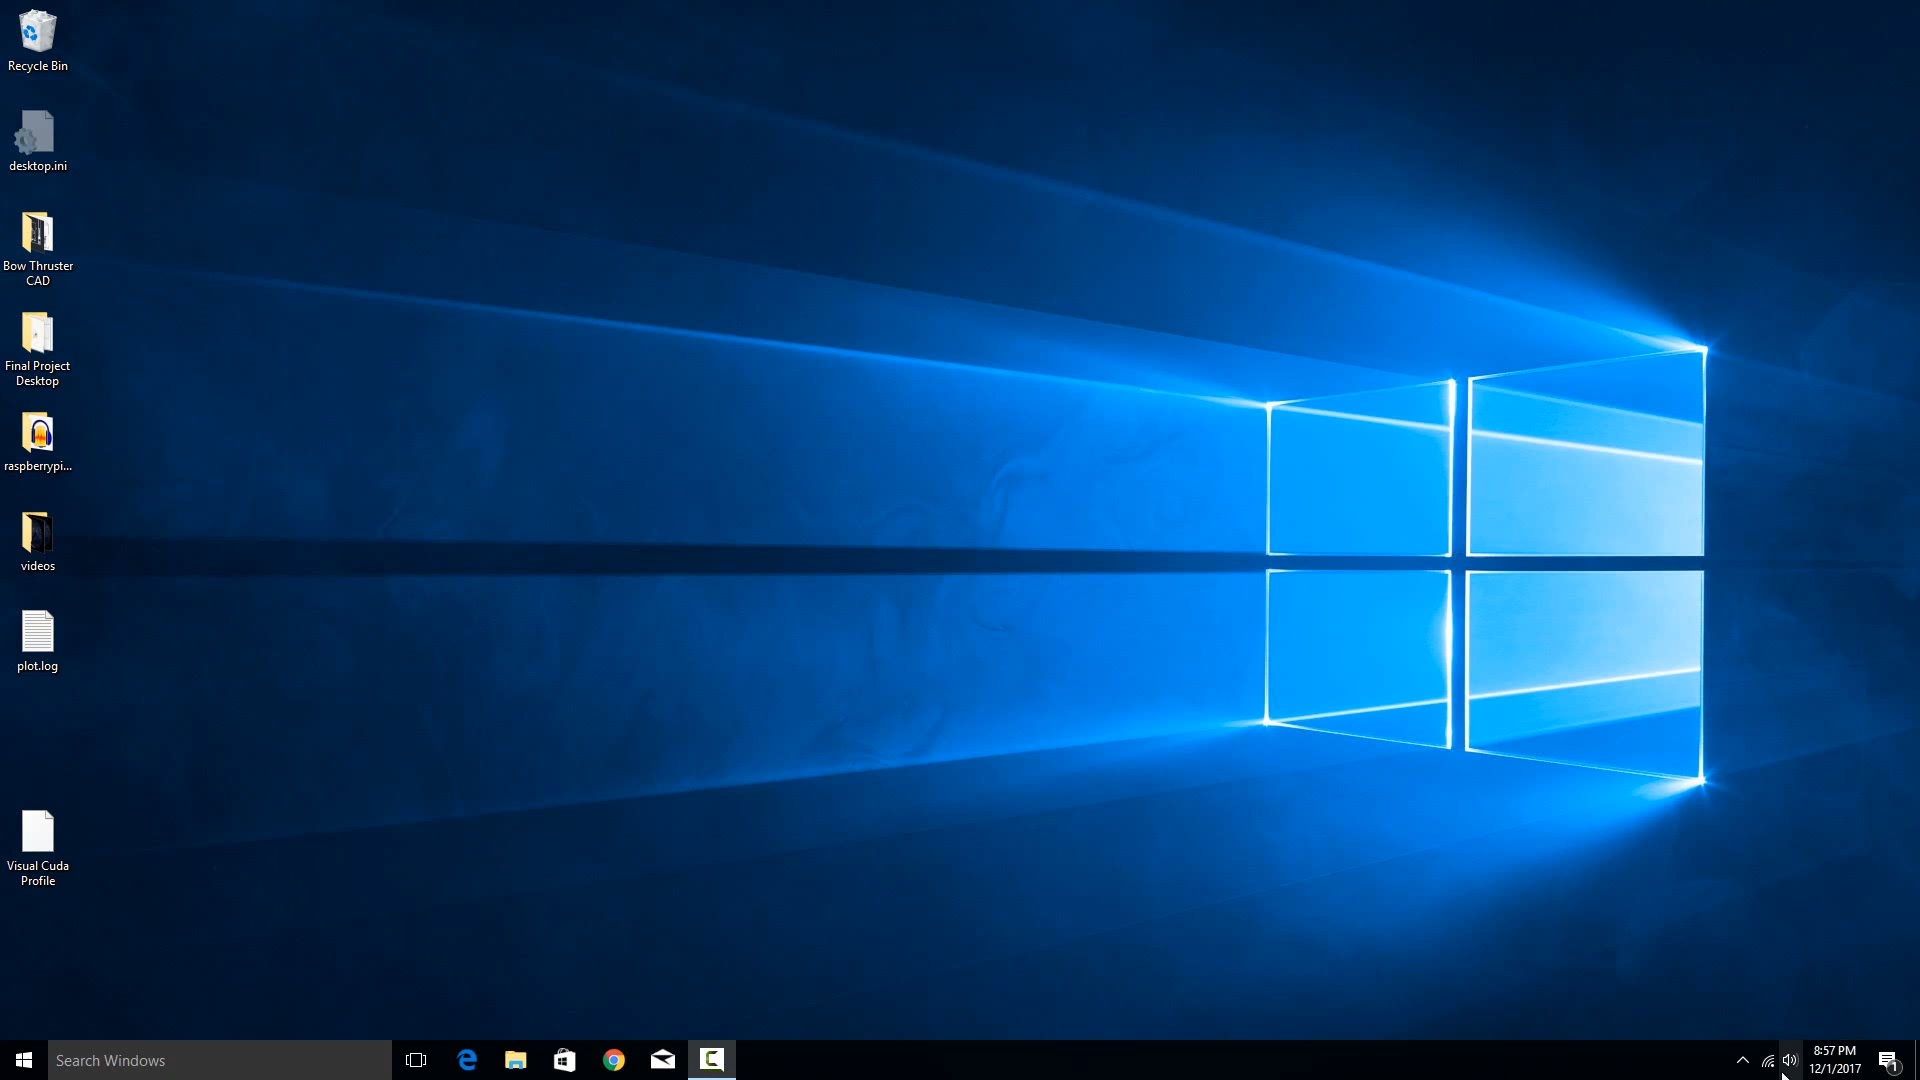 Recycle Bin
desktop.ini
Bow Thruster
CAD
Final Project
Desktop
raspberrypi...
videos
plot.log
Visual Cuda
Profile
Search Windows
8:57 PM
12/1/2017
1